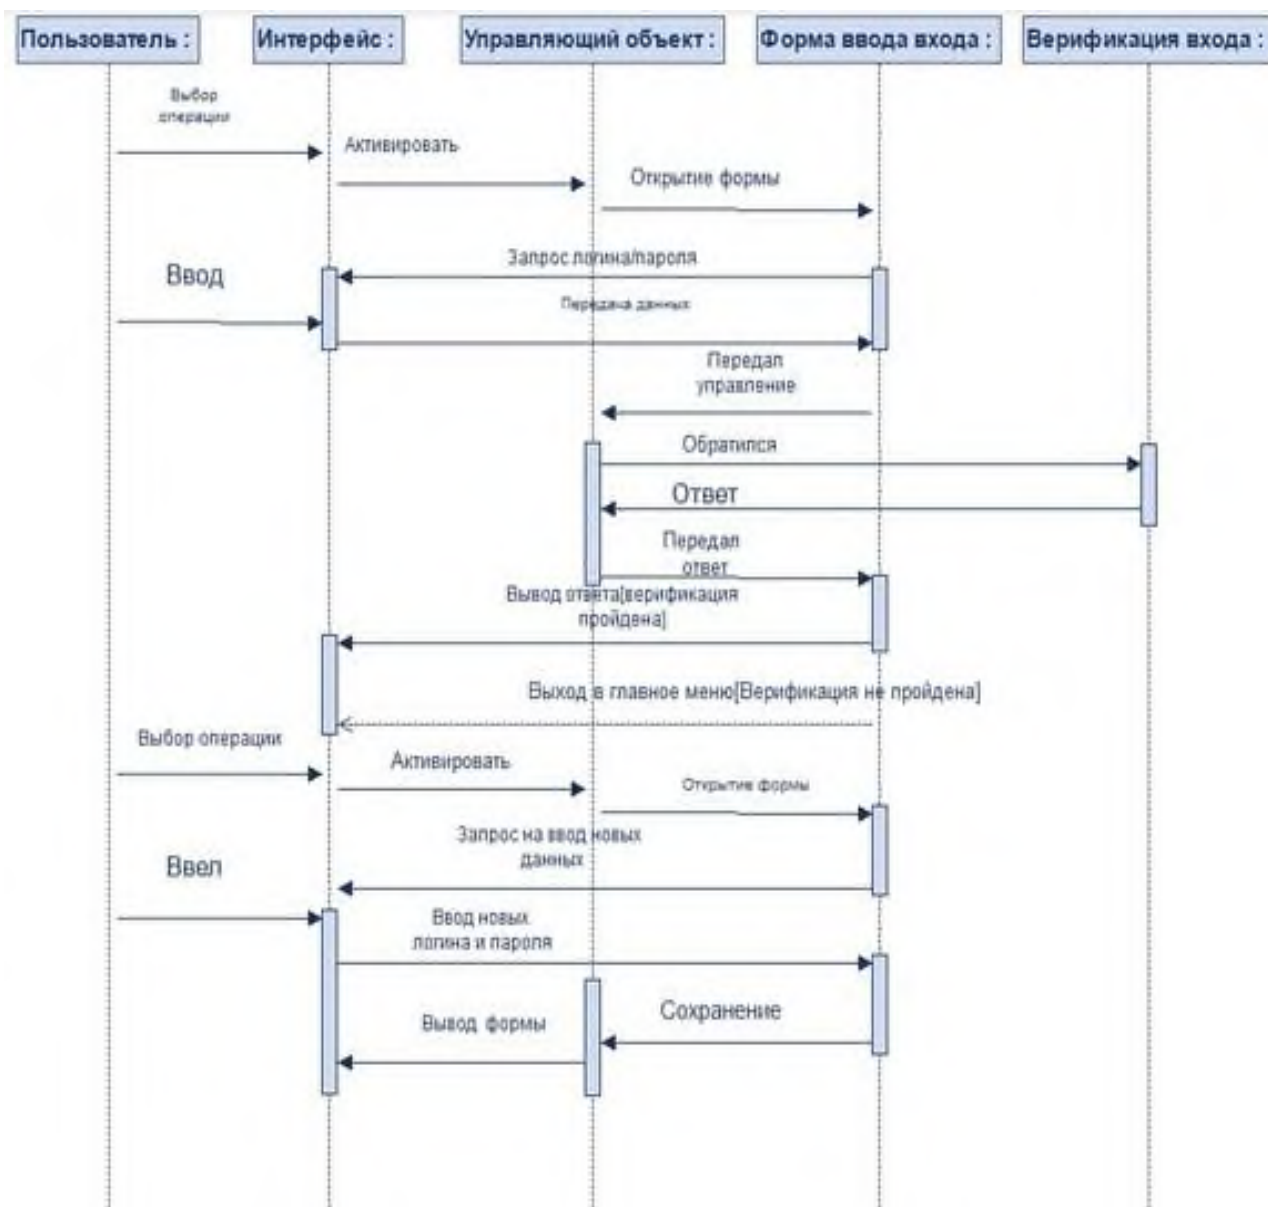 Пользователь :
Интерфейс :
Управляющий объект :
Форма ввода входа :
Верификация входа :
Выбор
операции
Активировать
Открытие формы
Запрос логина/пароля
Ввод
Передача данных
Передал
управление
Обратился
Ответ
Передал
ответ
Вывод ответа[верификация
пройдена]
Выход в главное меню[Верификация не пройдена]
Выбор операции
Активировать
Открытие формы
Запрос на ввод новых
данных
Ввел
Ввод новых
логина и пароля
Сохранение
Вывод формы